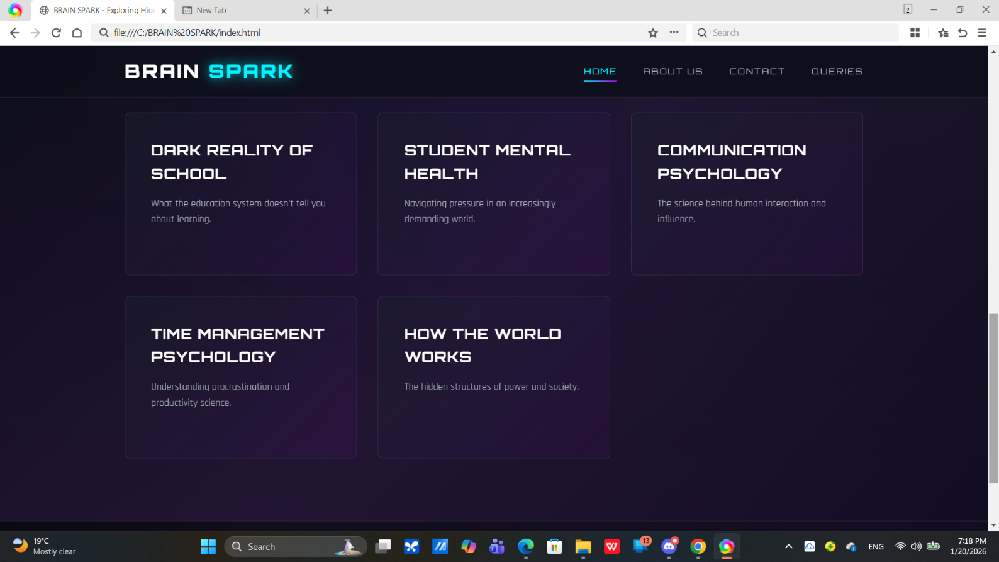 BRAIN SPARK - Exploring Hid
New Tab
2
file:///C:/BRAIN%20SPARK/index.html
Search
BRAIN SPARK
HOME
ABOUT US
CONTACT
QUERIES
DARK REALITY OF
SCHOOL
What the education system doesn't tell you
about learning.
STUDENT MENTAL
HEALTH
Navigating pressure in an increasingly
demanding world.
COMMUNICATION
PSYCHOLOGY
The science behind human interaction and
influence.
TIME MANAGEMENT
PSYCHOLOGY
Understanding procrastination and
productivity science.
HOW THE WORLD
WORKS
The hidden structures of power and society.
19°C
Mostly clear
Search
13
ENG
7:18 PM
1/20/2026